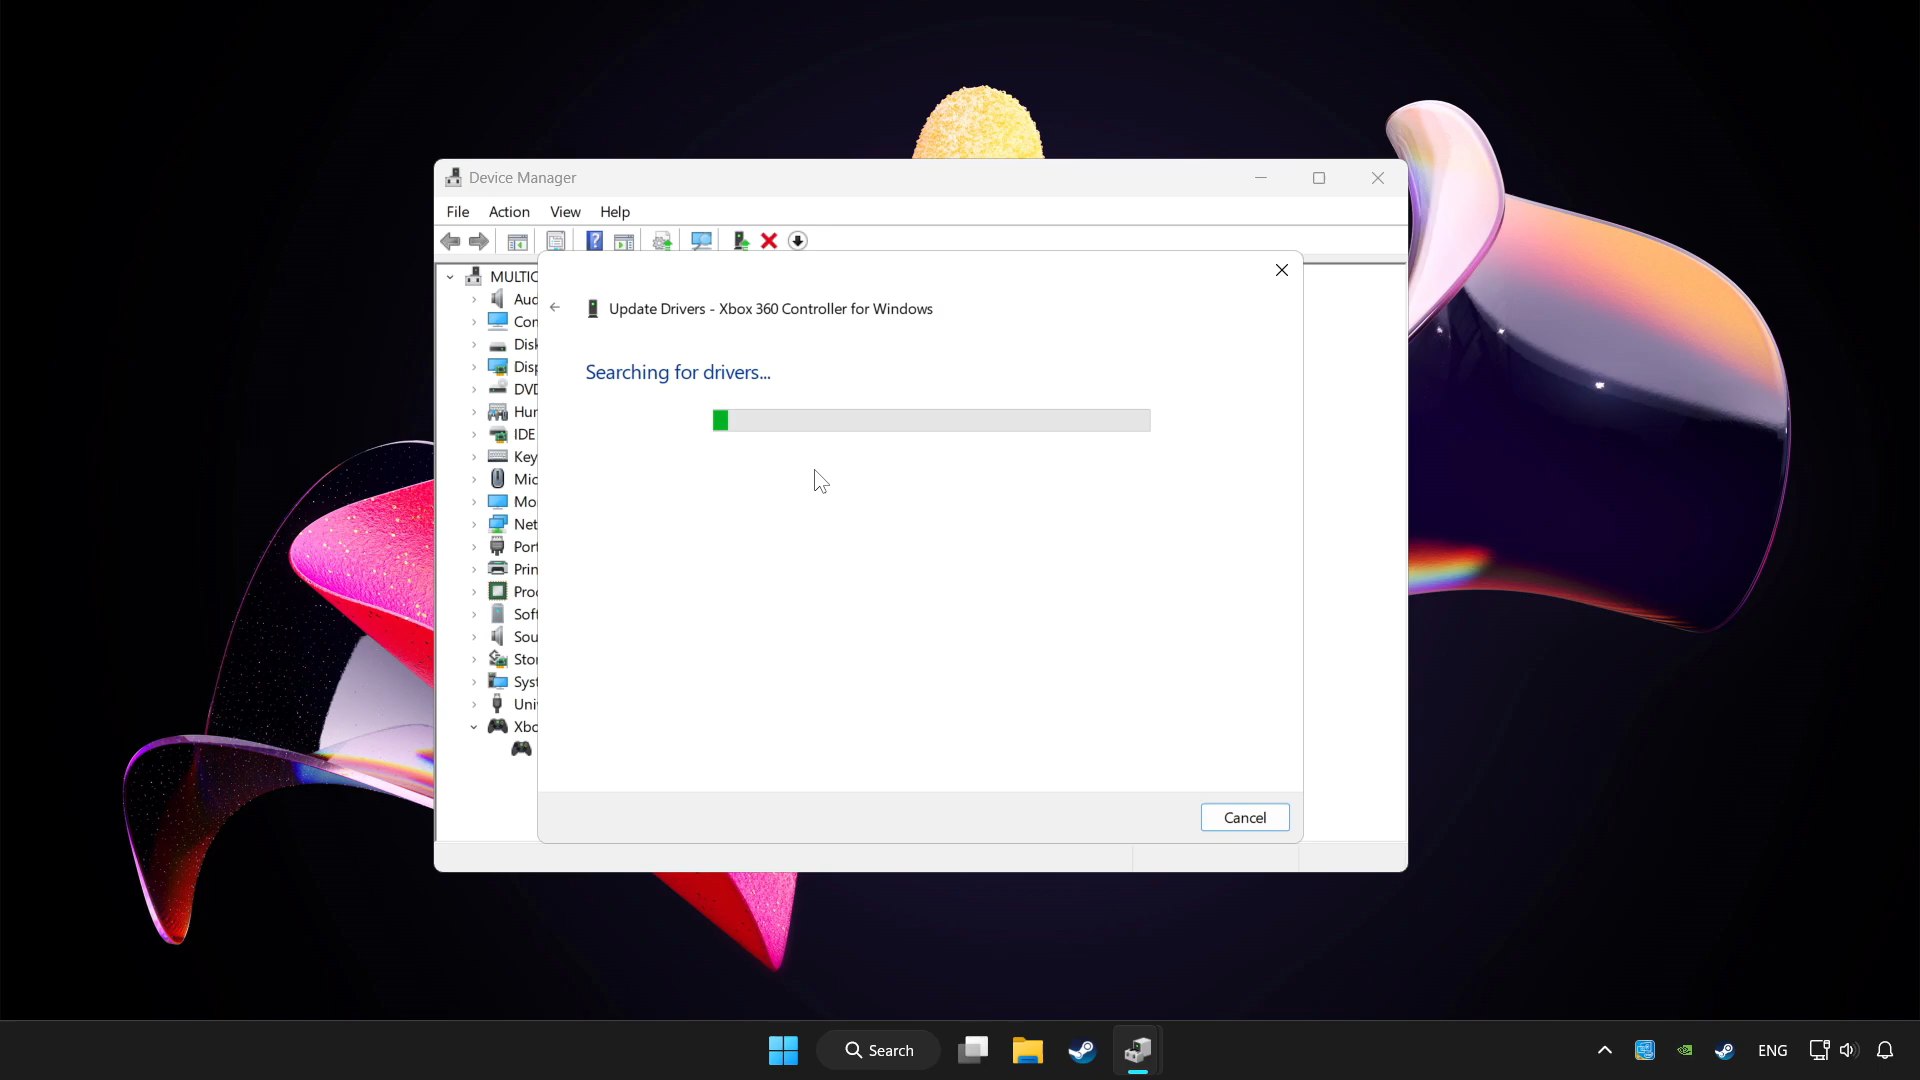 Device Manager
File Action View Help
MULTIC
Aud
Con
Disk
Disp
DVD
Hur
IDE
Key
Mic
Mo
Net
Port
Prin
Proc
Soft
Sou
Stor
Syst
Uni
Xbo
Update Drivers - Xbox 360 Controller for Windows
Searching for drivers...
Cancel
Search
ENG